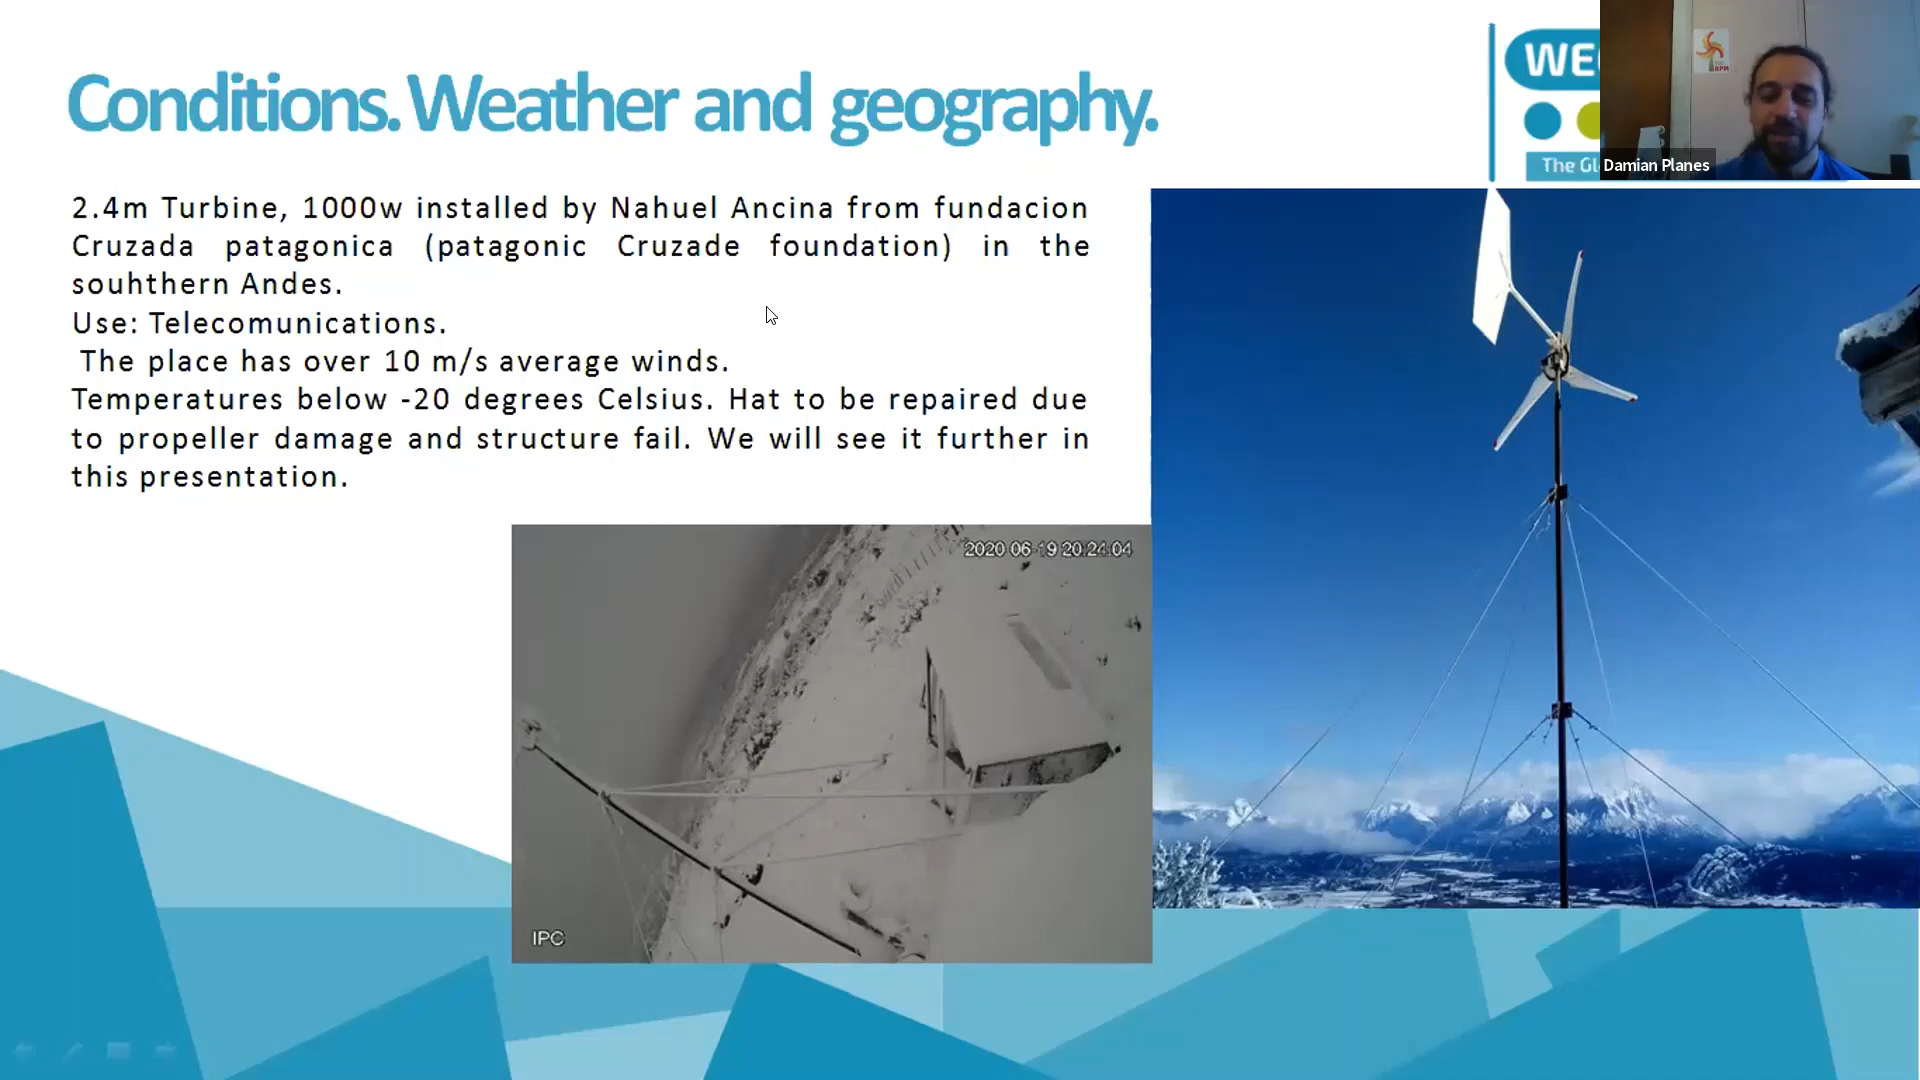 Conditions. Weather and geography.
WE
The Gl
Damian Planes
2.4m Turbine, 1000w installed by Nahuel Ancina from fundacion
Cruzada patagonica (patagonic Cruzade foundation) in the
souhthern Andes.
Use: Telecomunications.
The place has over 10 m/s average winds.
Temperatures below -20 degrees Celsius. Hat to be repaired due
to propeller damage and structure fail. We will see it further in
this presentation.
2020-06-19 20:24:04
IPC